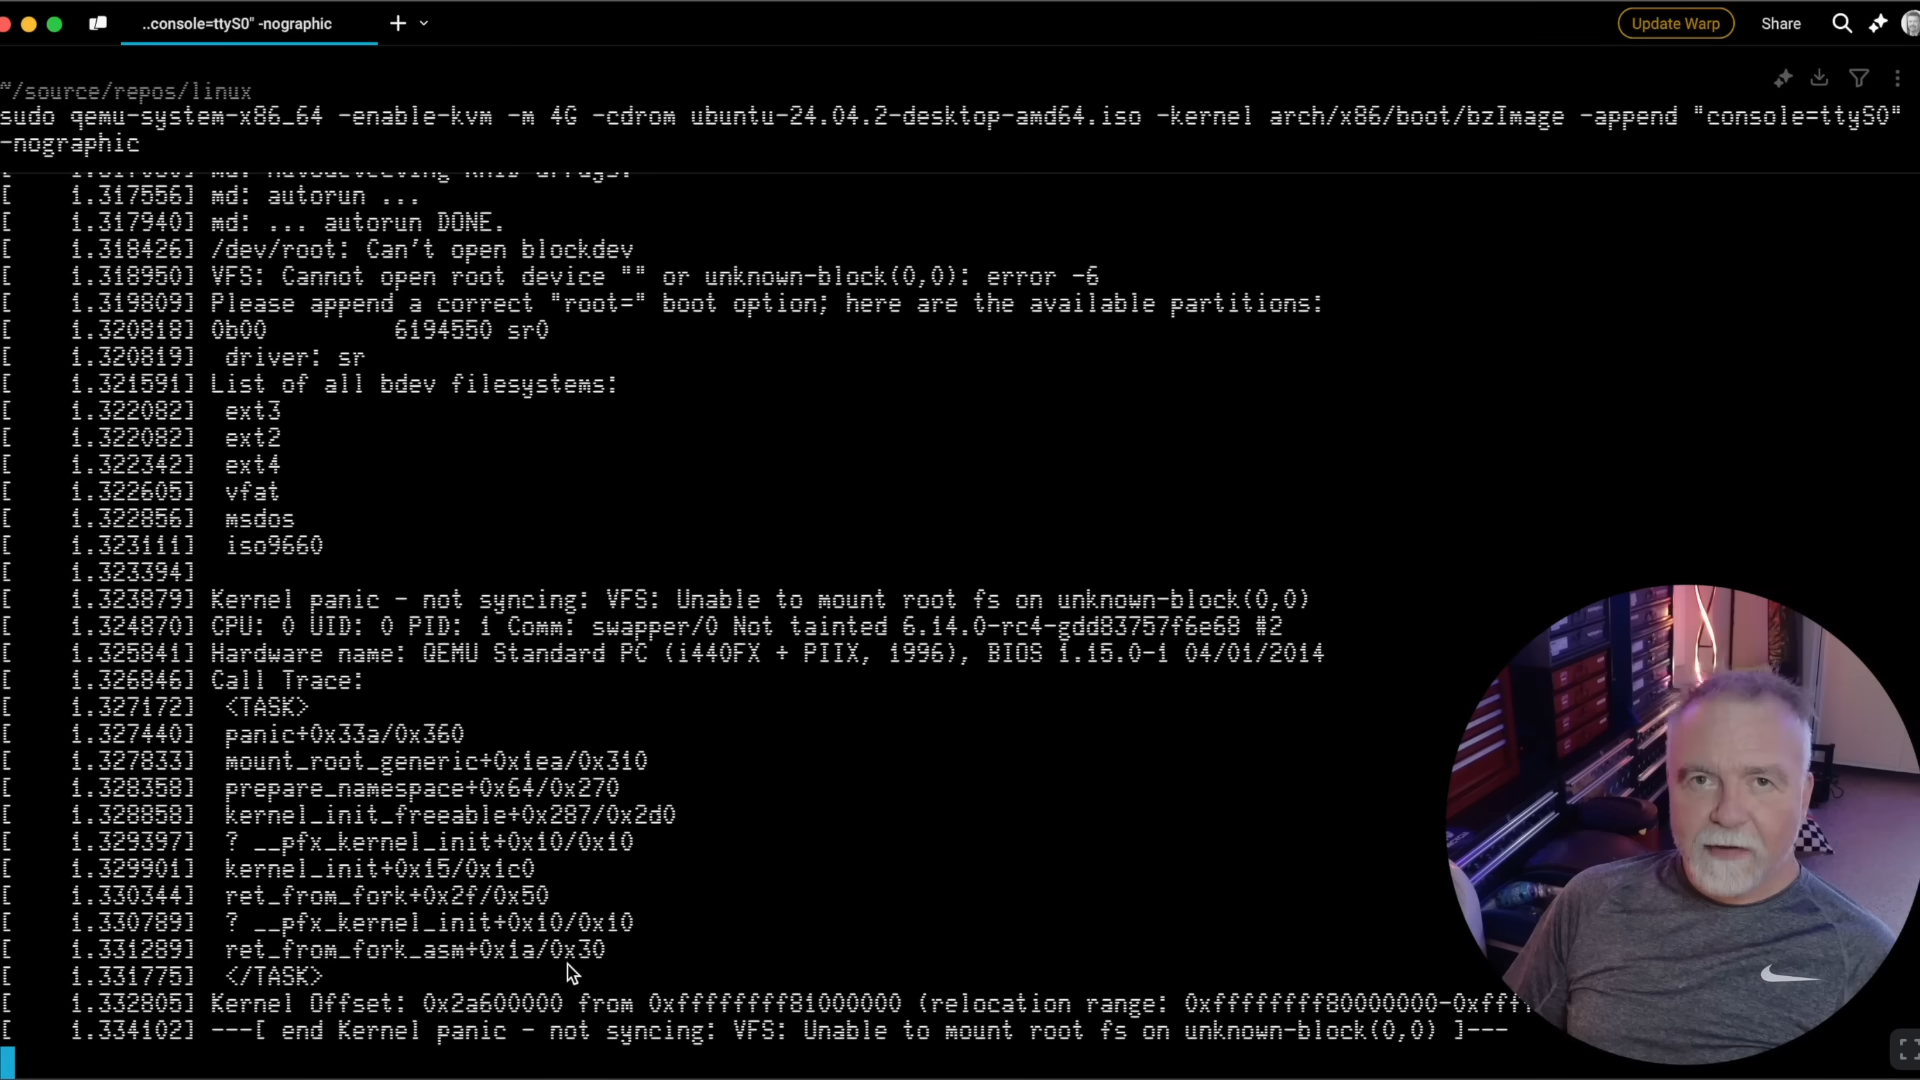 ..console=ttyS0" -nographic
Update Warp
Share
~/source/repos/linux
sudo qemu-system-x86_64 -enable-kvm -m 4G -cdrom ubuntu-24.04.2-desktop-amd64.iso -kernel arch/x86/boot/bzImage -append "console=ttyS0"
-nographic
[    1.317556] md: autorun ...
[    1.317940] md: ... autorun DONE.
[    1.318426] /dev/root: Can't open blockdev
[    1.318950] VFS: Cannot open root device "" or unknown-block(0,0): error -6
[    1.319809] Please append a correct "root=" boot option; here are the available partitions:
[    1.320818] 0b00         6194550 sr0
[    1.320819]  driver: sr
[    1.321591] List of all bdev filesystems:
[    1.322082]  ext3
[    1.322082]  ext2
[    1.322342]  ext4
[    1.322605]  vfat
[    1.322856]  msdos
[    1.323111]  iso9660
[    1.323394]
[    1.323879] Kernel panic - not syncing: VFS: Unable to mount root fs on unknown-block(0,0)
[    1.324870] CPU: 0 UID: 0 PID: 1 Comm: swapper/0 Not tainted 6.14.0-rc4-gdd83757f6e68 #2
[    1.325841] Hardware name: QEMU Standard PC (i440FX + PIIX, 1996), BIOS 1.15.0-1 04/01/2014
[    1.326846] Call Trace:
[    1.327172]  <TASK>
[    1.327440]  panic+0x33a/0x360
[    1.327833]  mount_root_generic+0x1ea/0x310
[    1.328358]  prepare_namespace+0x64/0x270
[    1.328858]  kernel_init_freeable+0x287/0x2d0
[    1.329397]  ? __pfx_kernel_init+0x10/0x10
[    1.329901]  kernel_init+0x15/0x1c0
[    1.330344]  ret_from_fork+0x2f/0x50
[    1.330789]  ? __pfx_kernel_init+0x10/0x10
[    1.331289]  ret_from_fork_asm+0x1a/0x30
[    1.331775]  </TASK>
[    1.332805] Kernel Offset: 0x2a600000 from 0xffffffff81000000 (relocation range: 0xffffffff80000000-0xfff
[    1.334102] ---[ end Kernel panic - not syncing: VFS: Unable to mount root fs on unknown-block(0,0) ]---